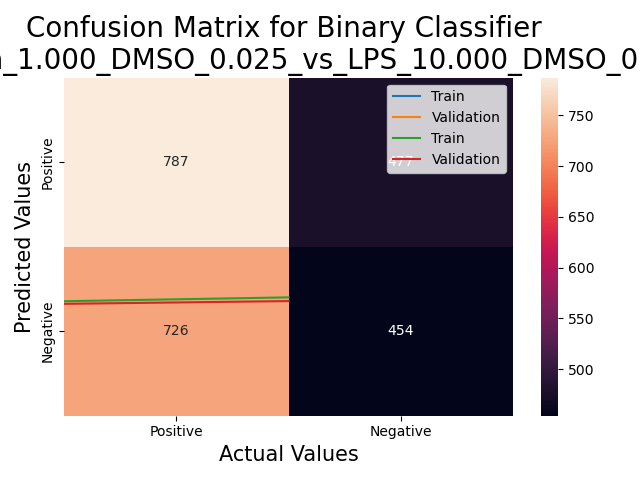 Confusion Matrix for Binary Classifier
_1.000_DMSO_0.025_vs_LPS_10.000_DMSO_0
Train
Validation
Train
Validation
787
477
726
454
Positive
Negative
Predicted Values
Positive
Negative
Actual Values
750
700
650
600
550
500